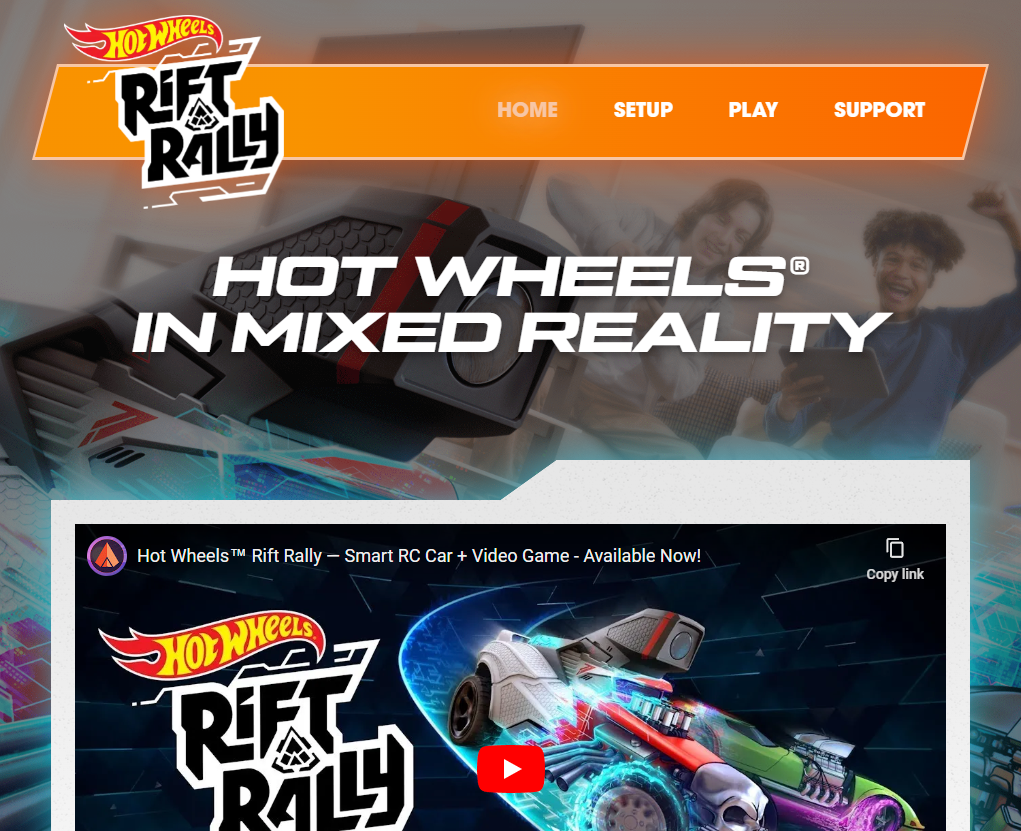 HOT WHEELS
RIFT
RALLY
HOME
SETUP
PLAY
SUPPORT
HOT WHEELS®
IN MIXED REALITY
Hot Wheels™ Rift Rally — Smart RC Car + Video Game - Available Now!
Copy link
HOT WHEELS
RIFT
RALLY